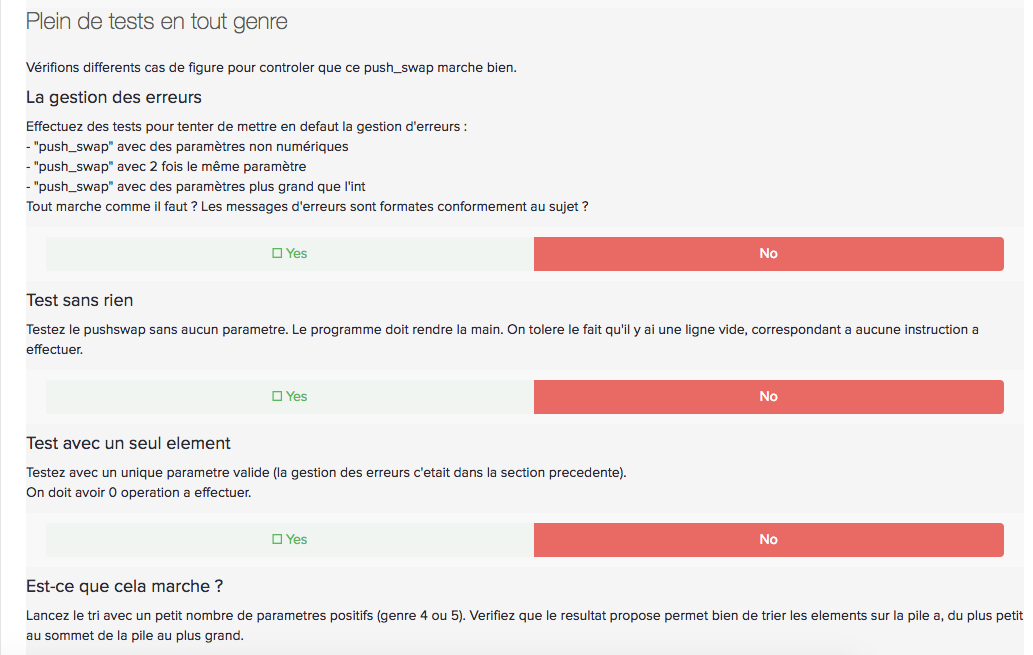 Plein de tests en tout genre
Vérifions differents cas de figure pour controler que ce push_swap marche bien.
La gestion des erreurs
Effectuez des tests pour tenter de mettre en defaut la gestion d'erreurs :
- "push_swap" avec des paramètres non numériques
- "push_swap" avec 2 fois le même paramètre
- "push_swap" avec des paramètres plus grand que l'int
Tout marche comme il faut ? Les messages d'erreurs sont formates conformement au sujet ?
Yes No
Test sans rien
Testez le pushswap sans aucun parametre. Le programme doit rendre la main. On tolere le fait qu'il y ai une ligne vide, correspondant a aucune instruction a
effectuer.
Yes No
Test avec un seul element
Testez avec un unique parametre valide (la gestion des erreurs c'etait dans la section precedente).
On doit avoir 0 operation a effectuer.
Yes No
Est-ce que cela marche ?
Lancez le tri avec un petit nombre de parametres positifs (genre 4 ou 5). Verifiez que le resultat propose permet bien de trier les elements sur la pile a, du plus petit
au sommet de la pile au plus grand.